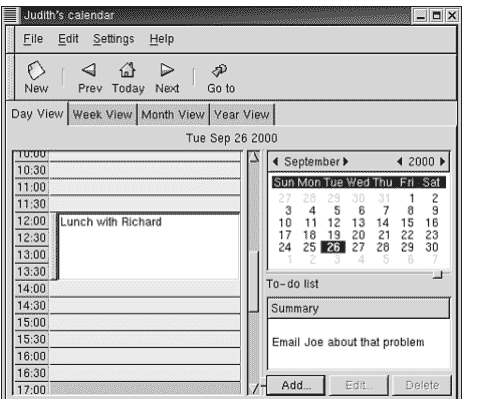 Judith's calendar
File Edit Settings Help
New Prev Today Next Go to
Day View Week View Month View Year View
Tue Sep 26 2000
10:00
10:30
11:00
11:30
12:00 Lunch with Richard
12:30
13:00
13:30
14:00
14:30
15:00
15:30
16:00
16:30
17:00
September 2000
Sun Mon Tue Wed Thu Fri Sat
27 28 29 30 31 1 2
3 4 5 6 7 8 9
10 11 12 13 14 15 16
17 18 19 20 21 22 23
24 25 26 27 28 29 30
1 2 3 4 5 6 7
To-do list
Summary
Email Joe about that problem
Add... Edit... Delete